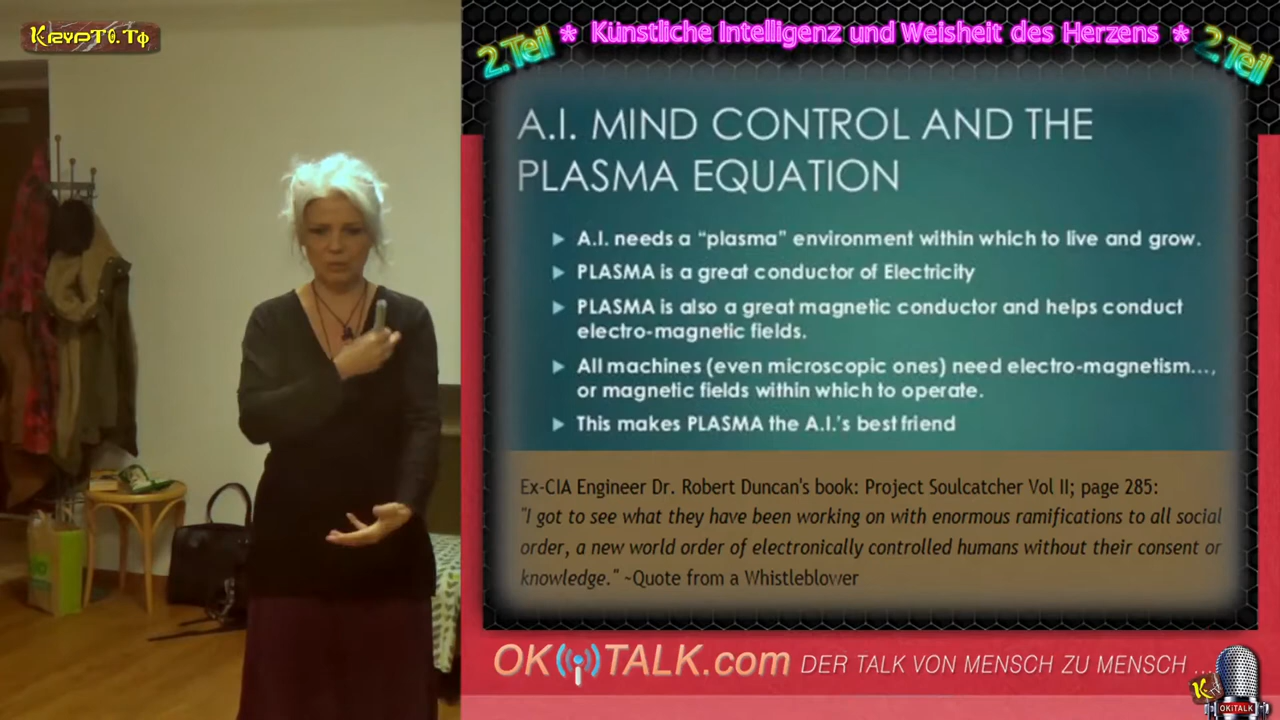 KrypT0.Tφ
2.Teil * Künstliche Intelligenz und Weisheit des Herzens * 2.Teil
A.I. MIND CONTROL AND THE
PLASMA EQUATION
A.I. needs a “plasma” environment within which to live and grow.
PLASMA is a great conductor of Electricity
PLASMA is also a great magnetic conductor and helps conduct
electro-magnetic fields.
All machines (even microscopic ones) need electro-magnetism...,
or magnetic fields within which to operate.
This makes PLASMA the A.I.'s best friend
Ex-CIA Engineer Dr. Robert Duncan's book: Project Soulcatcher Vol II; page 285:
"I got to see what they have been working on with enormous ramifications to all social
order, a new world order of electronically controlled humans without their consent or
knowledge." ~Quote from a Whistleblower
OKiTALK.com DER TALK VON MENSCH ZU MENSCH ...
OKiTALK